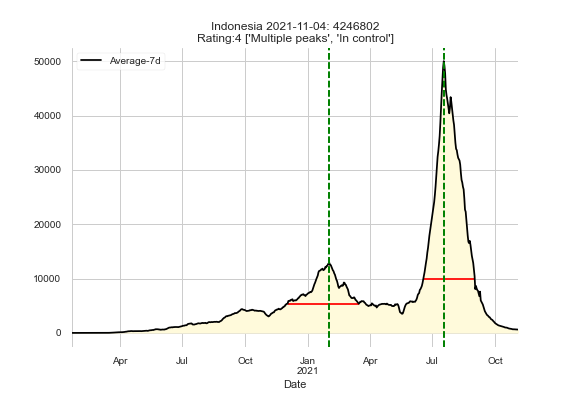 Indonesia 2021-11-04: 4246802
Rating:4 ['Multiple peaks', 'In control']
Average-7d
50000
40000
30000
20000
10000
0
Apr Jul Oct Jan Apr Jul Oct
2021
Date